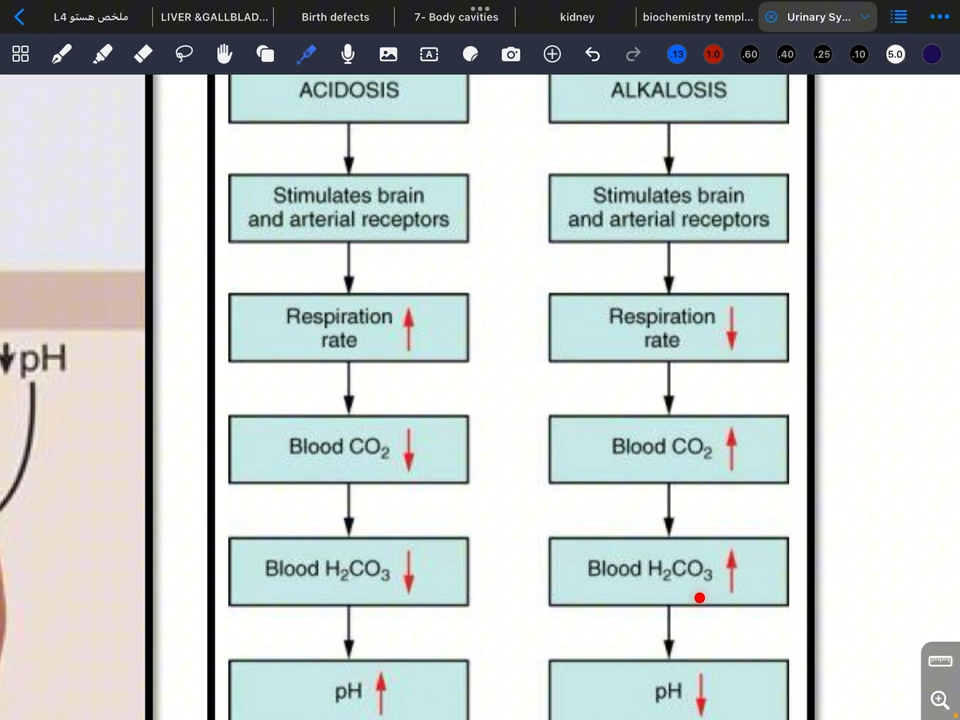 ملخص هستو L4
LIVER &GALLBLAD...
Birth defects
7- Body cavities
kidney
biochemistry templ...
Urinary Sy...
A
13
1.0
.60
.40
.25
.10
5.0
ACIDOSIS
Stimulates brain
and arterial receptors
Respiration
rate
Blood CO₂
Blood H₂CO₃
pH
ALKALOSIS
Stimulates brain
and arterial receptors
Respiration
rate
Blood CO₂
Blood H₂CO₃
pH
pH